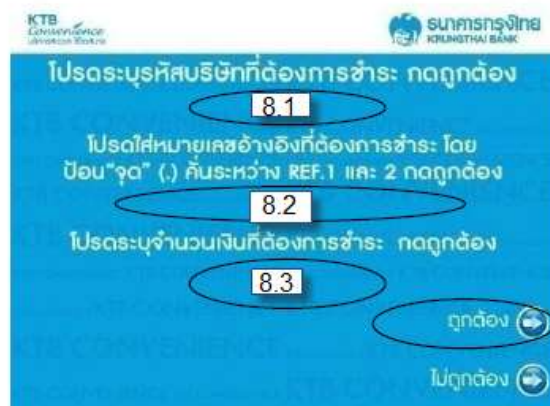 KTB
Convenience
ธนาคารกรุงไทย
KRUNGTHAI BANK
โปรดระบุรหัสบริษัทที่ต้องการชำระ กดถูกต้อง
8.1
โปรดใส่หมายเลขอ้างอิงที่ต้องการชำระ โดย
ป้อน"จุด" (.) คั่นระหว่าง REF.1 และ 2 กดถูกต้อง
8.2
โปรดระบุจำนวนเงินที่ต้องการชำระ กดถูกต้อง
8.3
ถูกต้อง
ไม่ถูกต้อง